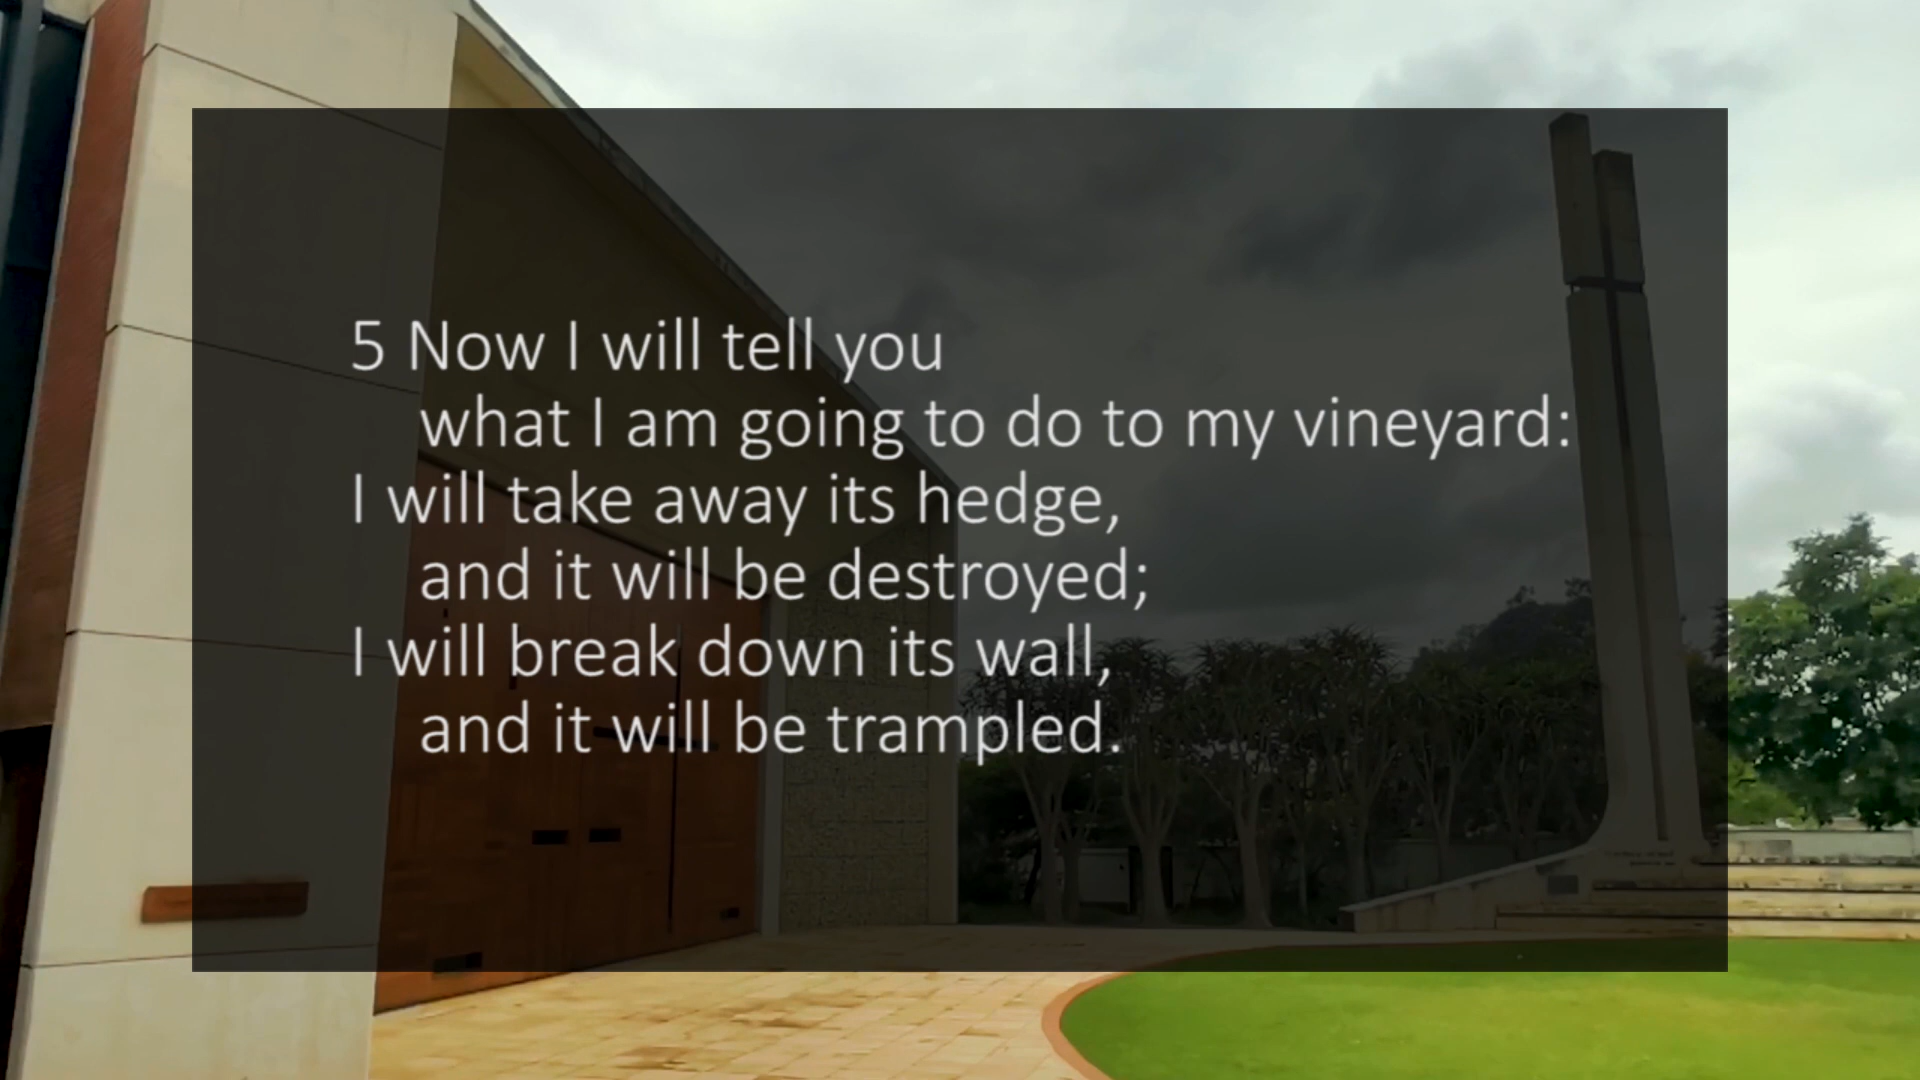 5 Now I will tell you
what I am going to do to my vineyard:
I will take away its hedge,
and it will be destroyed;
I will break down its wall,
and it will be trampled.